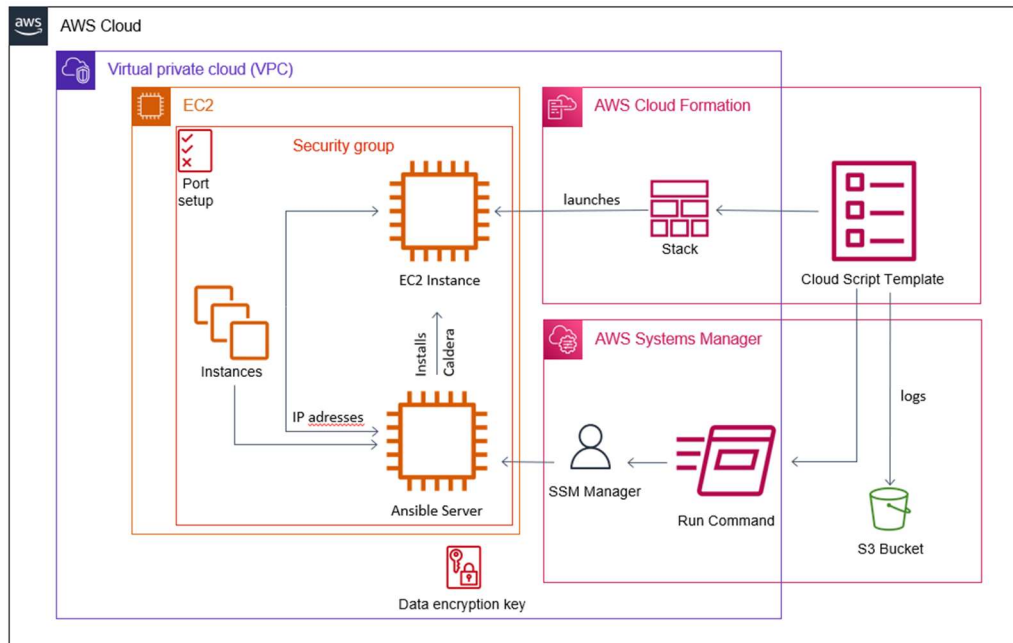 aws
AWS Cloud
Virtual private cloud (VPC)
EC2
Security group
Port
setup
EC2 Instance
Instances
Installs
Caldera
IP adresses
Ansible Server
Data encryption key
AWS Cloud Formation
launches
Stack
Cloud Script Template
AWS Systems Manager
logs
SSM Manager
Run Command
S3 Bucket